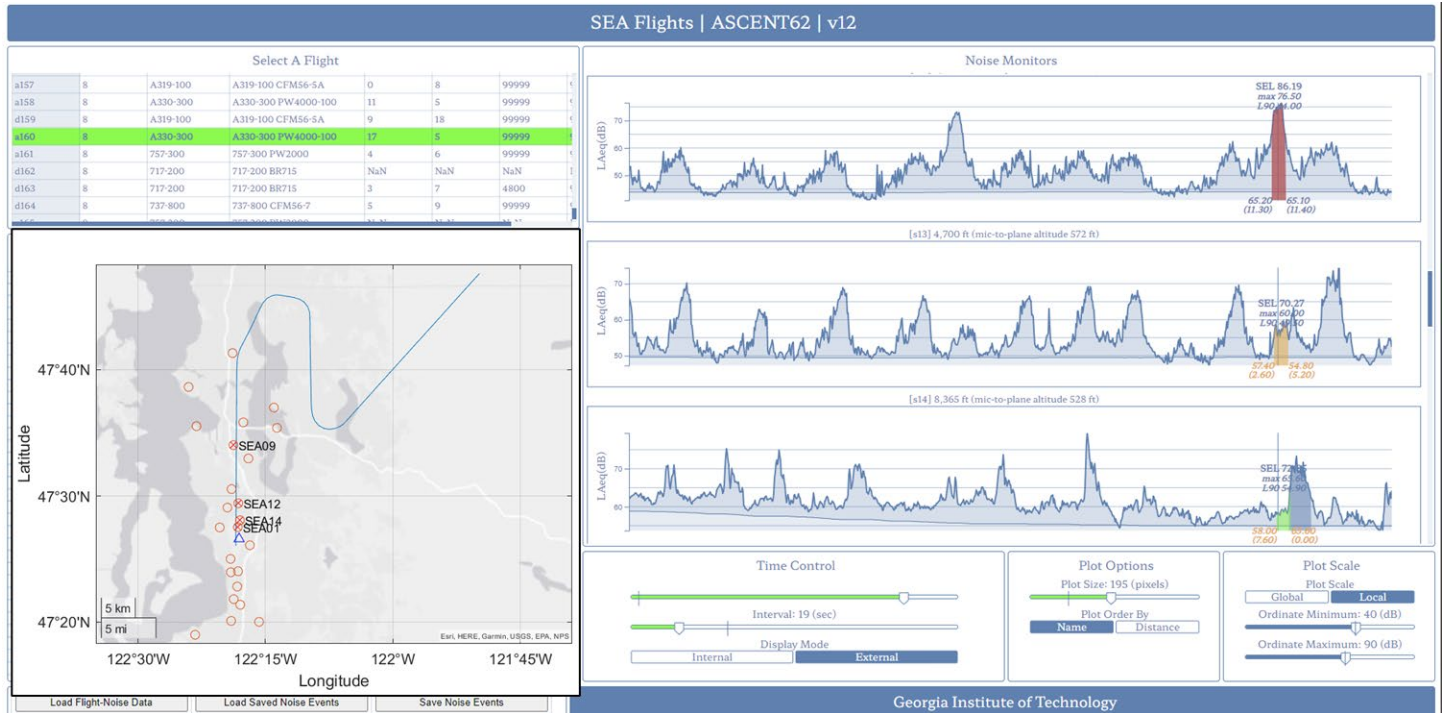 SEA Flights | ASCENT62 | v12
Select A Flight
a157 8 A319-100 A319-100 CFM56-5A 0 8 99999
a158 8 A330-300 A330-300 PW4000-100 11 5 99999
d159 8 A319-100 A319-100 CFM56-5A 9 18 99999
a160 8 A330-300 A330-300 PW4000-100 17 5 99999
a161 8 757-300 757-300 PW2000 4 6 99999
d162 8 717-200 717-200 BR715 NaN NaN NaN
d163 8 717-200 717-200 BR715 3 7 4800
d164 8 737-800 737-800 CFM56-7 5 9 99999
47°40'N
47°30'N
47°20'N
Latitude
SEA09
SEA12
SEA14
SEA01
5 km
5 mi
Esri, HERE, Garmin, USGS, EPA, NPS
122°30'W 122°15'W 122°W 121°45'W
Longitude
Load Flight-Noise Data Load Saved Noise Events Save Noise Events
Noise Monitors
LAeq(dB)
70
50
SEL 86.19
max 76.50
65.20 65.10
(11.30) (11.40)
[s13] 4,700 ft (mic-to-plane altitude 572 ft)
LAeq(dB)
70
60
50
SEL 70.27
max 60.00
57.40 54.80
(2.60) (5.20)
[s14] 8,365 ft (mic-to-plane altitude 528 ft)
LAeq(dB)
70
60
58.00
(7.60) (0.00)
Time Control
Interval: 19 (sec)
Display Mode
Internal External
Plot Options
Plot Size: 195 (pixels)
Plot Order By
Name Distance
Plot Scale
Plot Scale
Global Local
Ordinate Minimum: 40 (dB)
Ordinate Maximum: 90 (dB)
Georgia Institute of Technology